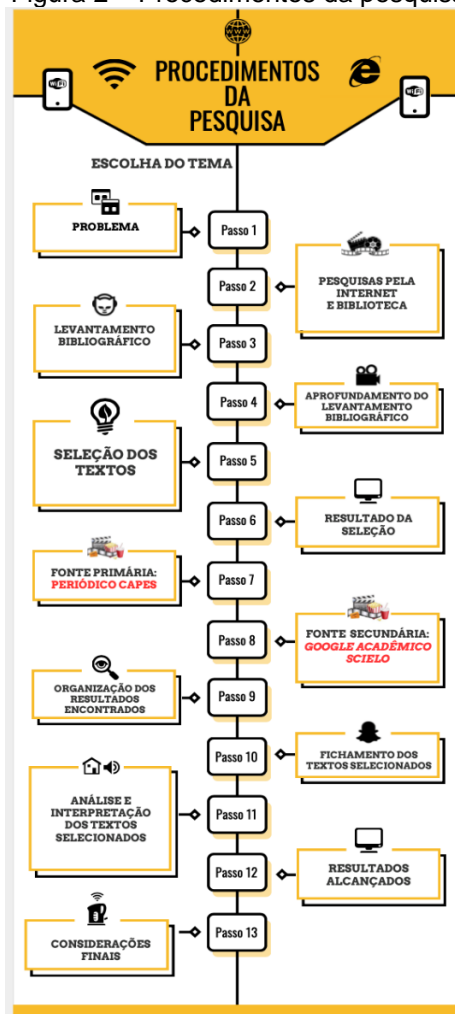 Figura 2 – Procedimentos da pesquisa
WWW
PROCEDIMENTOS
DA
PESQUISA
WiFi
WiFi
ESCOLHA DO TEMA
PROBLEMA
Passo 1
Passo 2
PESQUISAS PELA
INTERNET
E BIBLIOTECA
LEVANTAMENTO
BIBLIOGRÁFICO
Passo 3
Passo 4
APROFUNDAMENTO DO
LEVANTAMENTO
BIBLIOGRÁFICO
SELEÇÃO DOS
TEXTOS
Passo 5
Passo 6
RESULTADO DA
SELEÇÃO
FONTE PRIMÁRIA:
PERIÓDICO CAPES
Passo 7
Passo 8
FONTE SECUNDÁRIA:
GOOGLE ACADÊMICO
SCIELO
ORGANIZAÇÃO DOS
RESULTADOS
ENCONTRADOS
Passo 9
Passo 10
FICHAMENTO DOS
TEXTOS SELECIONADOS
ANÁLISE E
INTERPRETAÇÃO
DOS TEXTOS
SELECIONADOS
Passo 11
Passo 12
RESULTADOS
ALCANÇADOS
CONSIDERAÇÕES
FINAIS
Passo 13